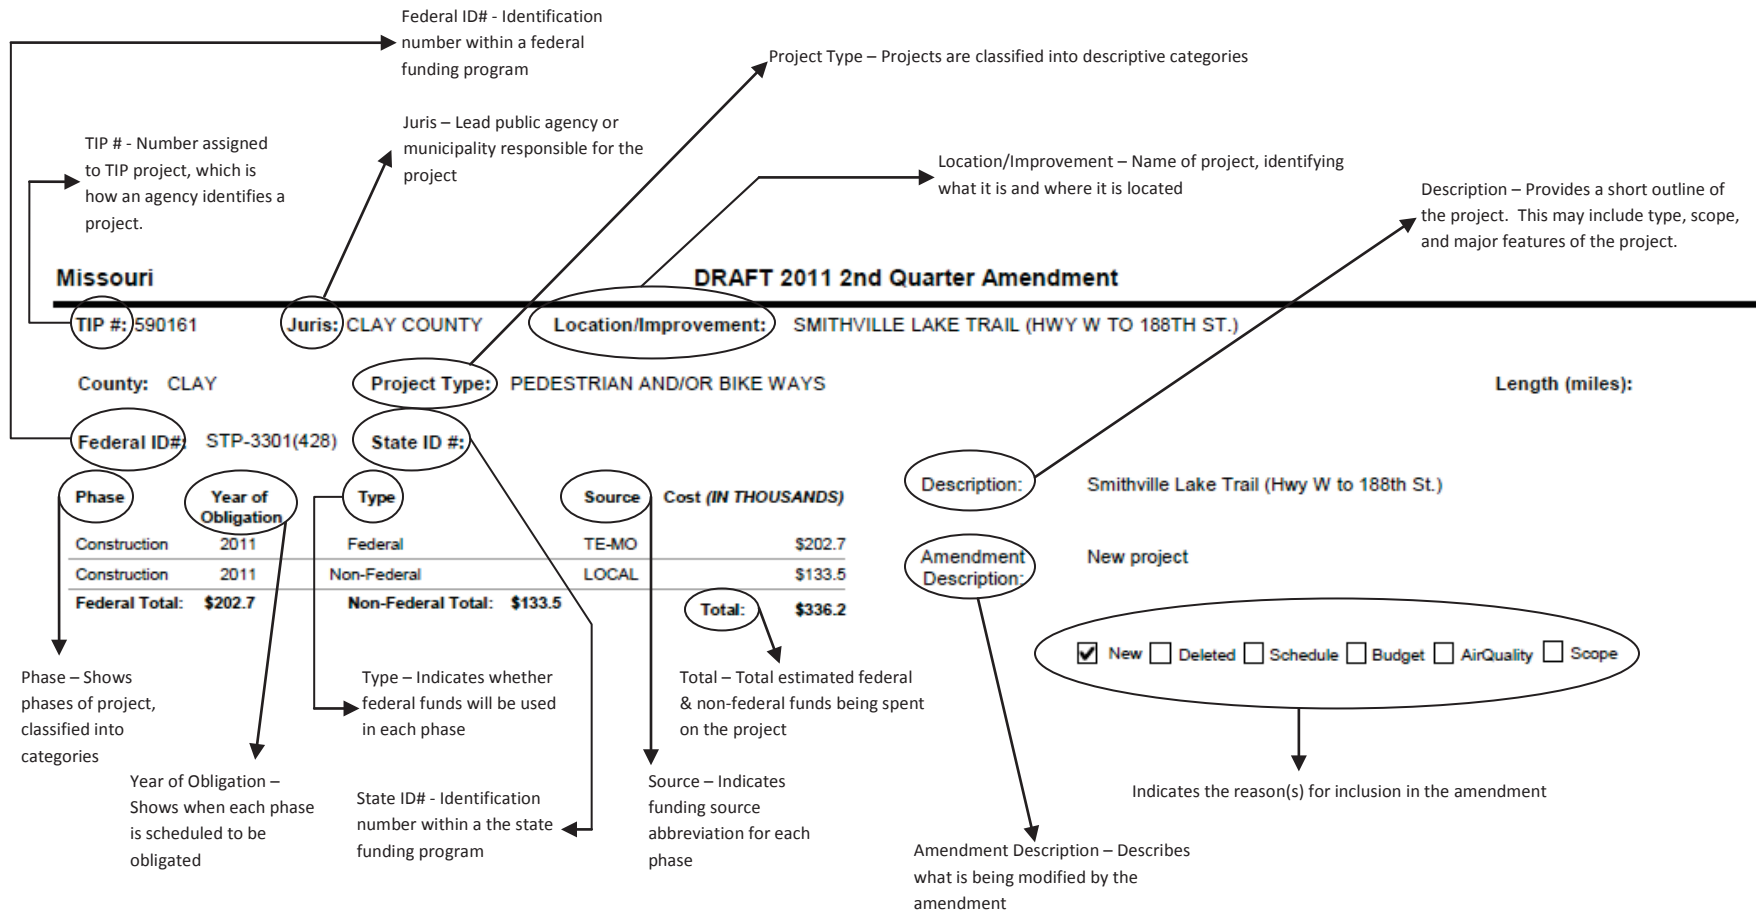 Federal ID# - Identification
number within a federal
funding program
Project Type – Projects are classified into descriptive categories
Juris – Lead public agency or
municipality responsible for the
project
TIP # - Number assigned
to TIP project, which is
how an agency identifies a
project.
Location/Improvement – Name of project, identifying
what it is and where it is located
Description – Provides a short outline of
the project.  This may include type, scope,
and major features of the project.
Missouri DRAFT 2011 2nd Quarter Amendment
TIP #: 590161 Juris: CLAY COUNTY Location/Improvement: SMITHVILLE LAKE TRAIL (HWY W TO 188TH ST.)
County: CLAY Project Type: PEDESTRIAN AND/OR BIKE WAYS Length (miles):
Federal ID#: STP-3301(428) State ID #:
Phase Year of Obligation Type Source Cost (IN THOUSANDS)
Construction 2011 Federal TE-MO $202.7
Construction 2011 Non-Federal LOCAL $133.5
Federal Total: $202.7 Non-Federal Total: $133.5 Total: $336.2
Description: Smithville Lake Trail (Hwy W to 188th St.)
Amendment New project
Description:
New Deleted Schedule Budget AirQuality Scope
Phase – Shows
phases of project,
classified into
categories
Year of Obligation –
Shows when each phase
is scheduled to be
obligated
Type – Indicates whether
federal funds will be used
in each phase
State ID# - Identification
number within a the state
funding program
Total – Total estimated federal
& non-federal funds being spent
on the project
Source – Indicates
funding source
abbreviation for each
phase
Indicates the reason(s) for inclusion in the amendment
Amendment Description – Describes
what is being modified by the
amendment